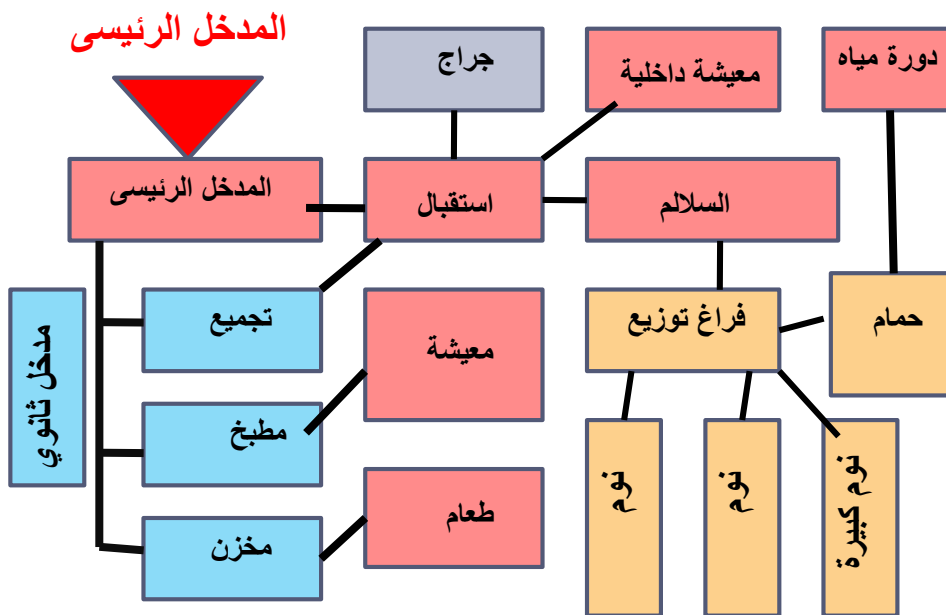 المدخل الرئيسى
دورة مياه
معيشة داخلية
جراج
المدخل الرئيسى
استقبال
السلالم
حمام
فراغ توزيع
معيشة
تجميع
مدخل ثانوي
مطبخ
نوم كبيرة
نوم
نوم
طعام
مخزن